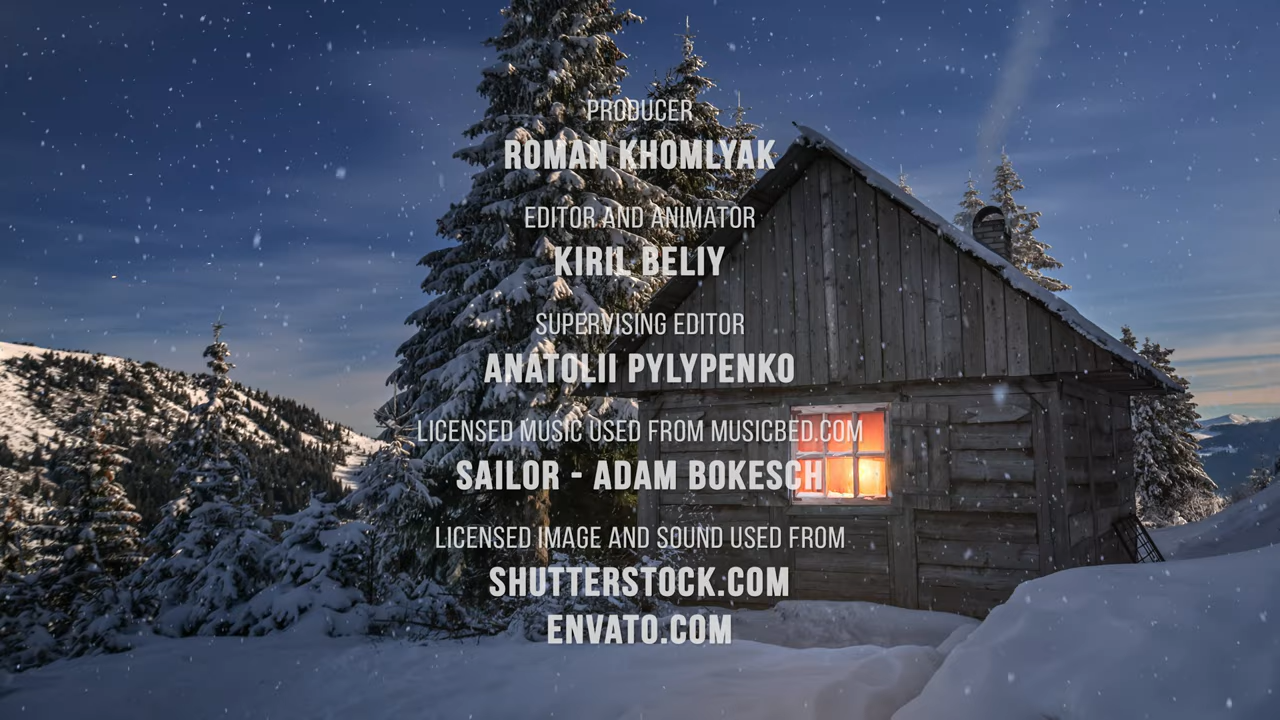 PRODUCER
ROMAN KHOMLYAK
EDITOR AND ANIMATOR
KIRIL BELIY
SUPERVISING EDITOR
ANATOLII PYLYPENKO
LICENSED MUSIC USED FROM MUSICBED.COM
SAILOR - ADAM BOKESCH
LICENSED IMAGE AND SOUND USED FROM
SHUTTERSTOCK.COM
ENVATO.COM